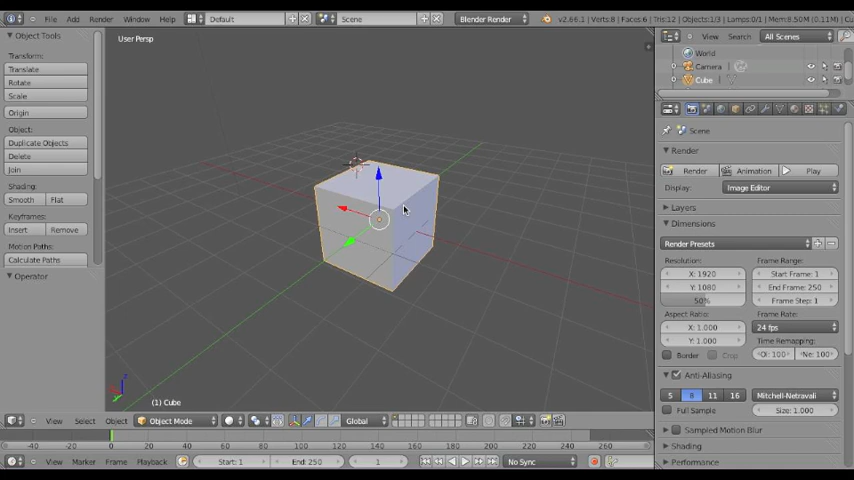 File Add Render Window Help Default Scene Blender Render v2.66.1 | Verts:8 | Faces:6 | Tris:12 | Objects:1/3 | Lamps:0/1 | Mem:8.50M (0.11M)
Object Tools
Transform:
Translate
Rotate
Scale
Origin
Object:
Duplicate Objects
Delete
Join
Shading:
Smooth Flat
Keyframes:
Insert Remove
Motion Paths:
Calculate Paths
Operator
User Persp
(1) Cube
View Select Object Object Mode Global
-40 -20 0 20 40 60 80 100 120 140 160 180 200 220 240 260
View Marker Frame Playback Start: 1 End: 250 1 No Sync
View Search All Scenes
World
Camera
Cube
Scene
Render
Render Animation Play
Display: Image Editor
Layers
Dimensions
Render Presets
Resolution: Frame Range:
X: 1920 Start Frame: 1
Y: 1080 End Frame: 250
50% Frame Step: 1
Aspect Ratio: Frame Rate:
X: 1.000 24 fps
Y: 1.000 Time Remapping:
Border Crop Ol: 100 Ne: 100
Anti-Aliasing
5 8 11 16 Mitchell-Netravali
Full Sample Size: 1.000
Sampled Motion Blur
Shading
Performance